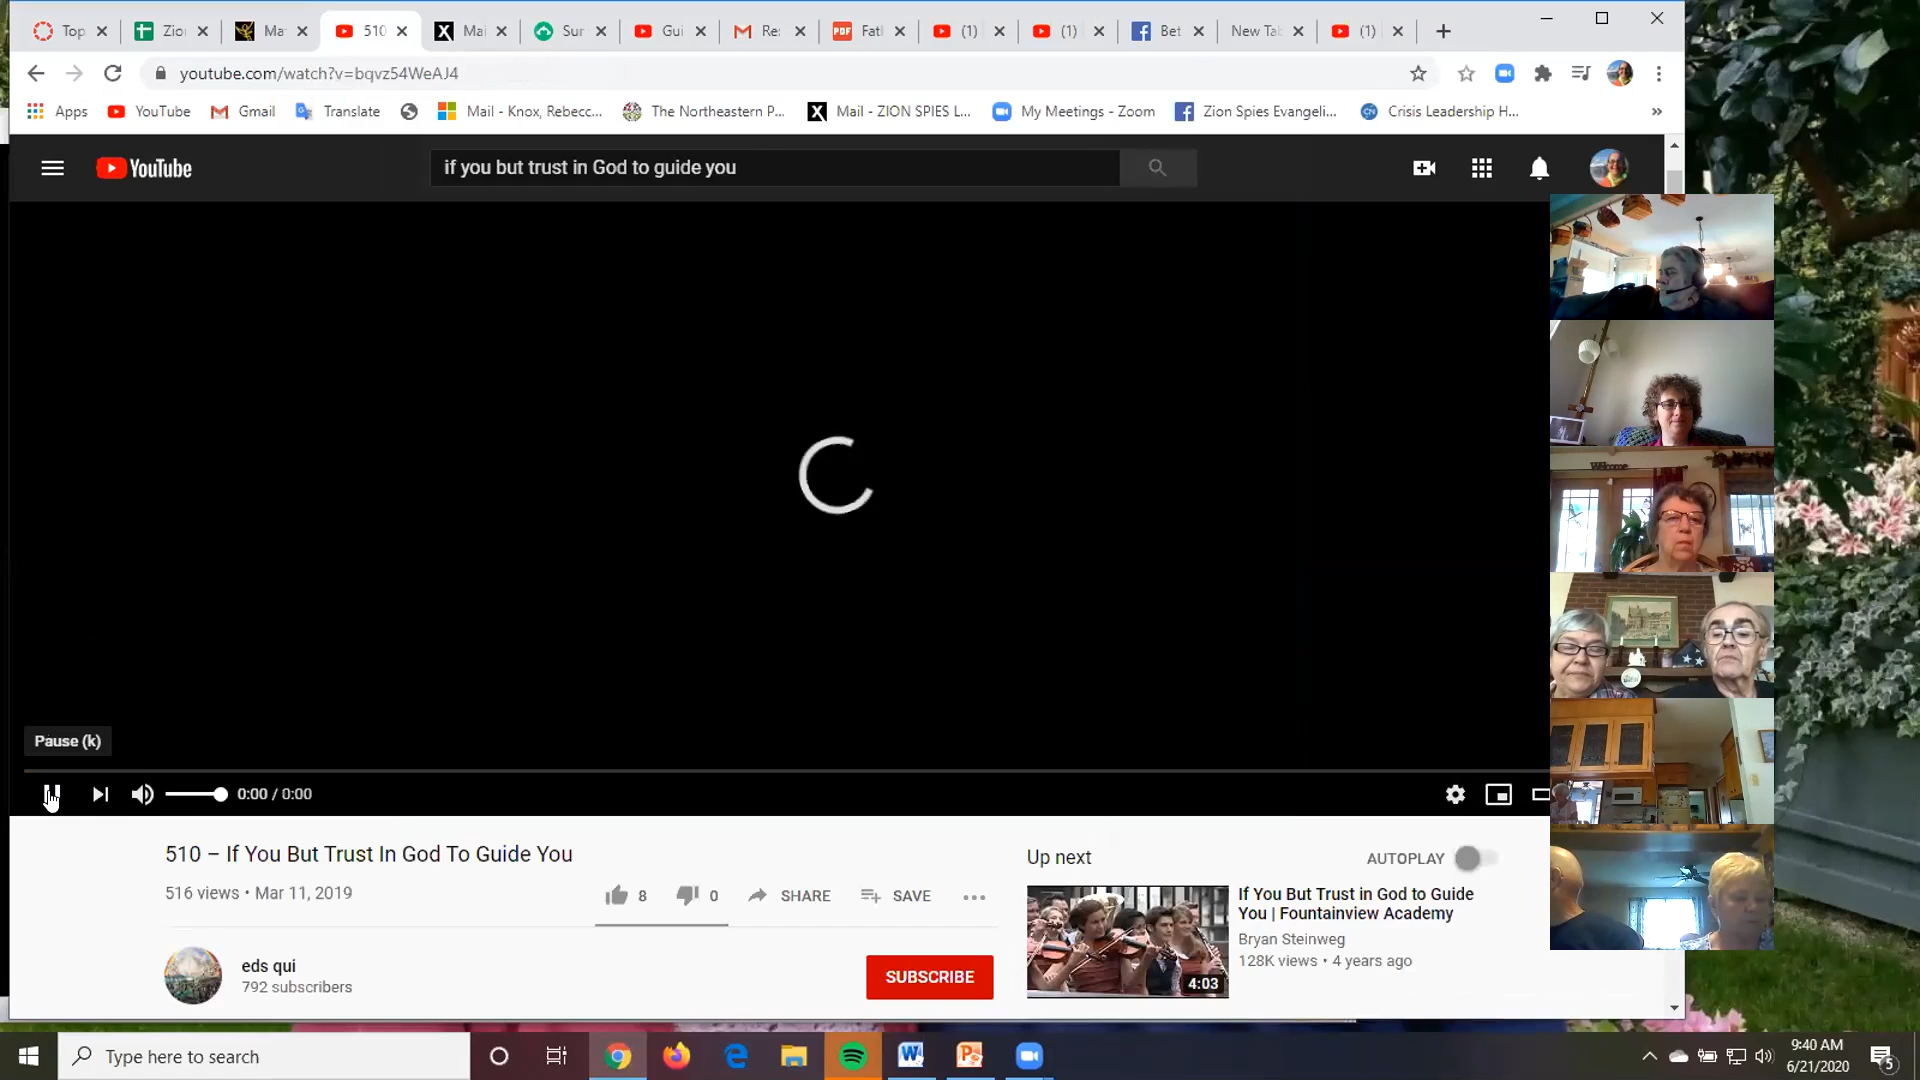 Top
Zio
Ma
510
Mai
Sur
Gui
Re:
PDF
Fatl
(1)
(1)
Bet
New Tab
(1)
youtube.com/watch?v=bqvz54WeAJ4
Apps
YouTube
Gmail
Translate
Mail - Knox, Rebecc...
The Northeastern P...
Mail - ZION SPIES L...
My Meetings - Zoom
Zion Spies Evangeli...
Crisis Leadership H...
YouTube
if you but trust in God to guide you
Welcome
Pause (k)
0:00 / 0:00
510 – If You But Trust In God To Guide You
516 views • Mar 11, 2019
8
0
SHARE
SAVE
eds qui
792 subscribers
SUBSCRIBE
Up next
AUTOPLAY
4:03
If You But Trust in God to Guide
You | Fountainview Academy
Bryan Steinweg
128K views • 4 years ago
Type here to search
9:40 AM
6/21/2020
5